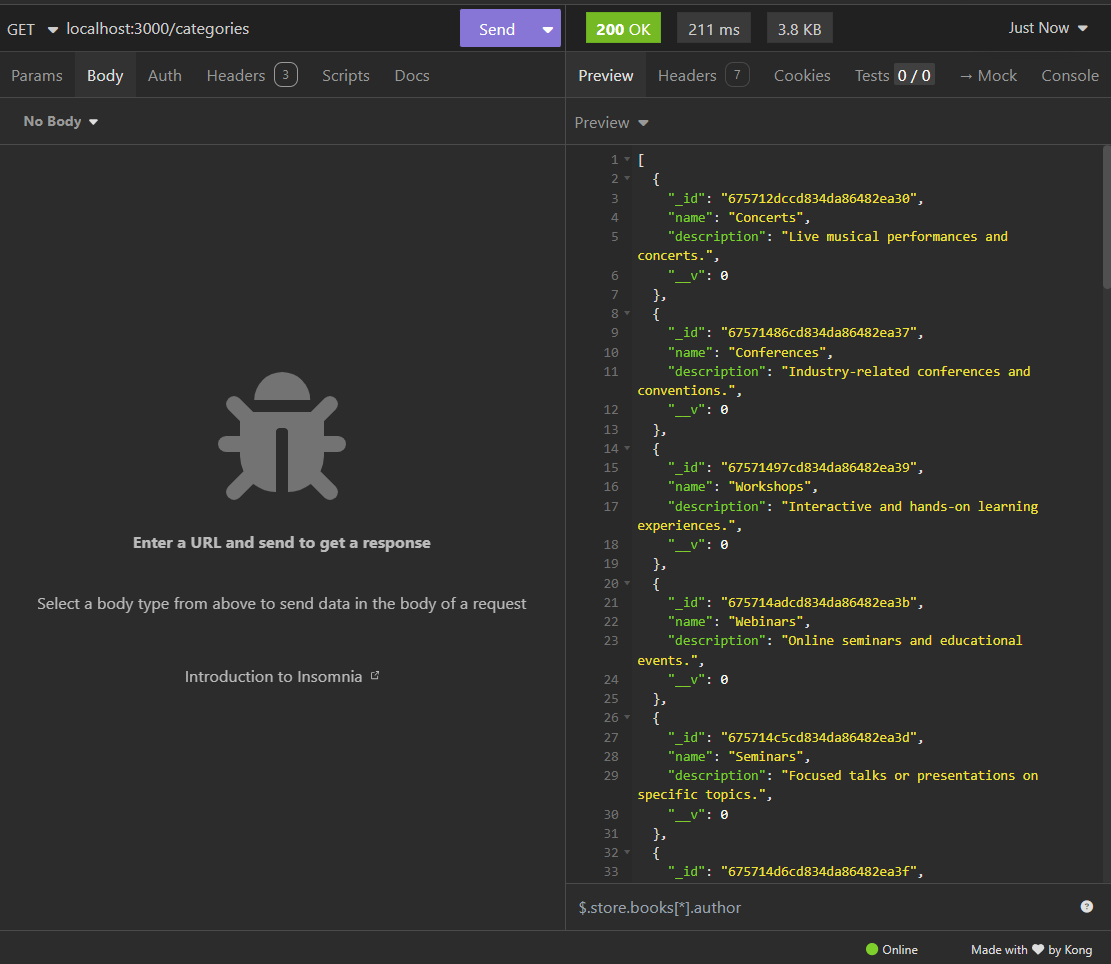 GET localhost:3000/categories Send 200 OK 211 ms 3.8 KB Just Now
Params Body Auth Headers 3 Scripts Docs Preview Headers 7 Cookies Tests 0 / 0 → Mock Console
No Body
Enter a URL and send to get a response
Select a body type from above to send data in the body of a request
Introduction to Insomnia
Preview
1 [
2 {
3 "_id": "675712dccd834da86482ea30",
4 "name": "Concerts",
5 "description": "Live musical performances and
concerts.",
6 "__v": 0
7 },
8 {
9 "_id": "67571486cd834da86482ea37",
10 "name": "Conferences",
11 "description": "Industry-related conferences and
conventions.",
12 "__v": 0
13 },
14 {
15 "_id": "67571497cd834da86482ea39",
16 "name": "Workshops",
17 "description": "Interactive and hands-on learning
experiences.",
18 "__v": 0
19 },
20 {
21 "_id": "675714adcd834da86482ea3b",
22 "name": "Webinars",
23 "description": "Online seminars and educational
events.",
24 "__v": 0
25 },
26 {
27 "_id": "675714c5cd834da86482ea3d",
28 "name": "Seminars",
29 "description": "Focused talks or presentations on
specific topics.",
30 "__v": 0
31 },
32 {
33 "_id": "675714d6cd834da86482ea3f",
$.store.books[*].author ?
Online Made with ♥ by Kong